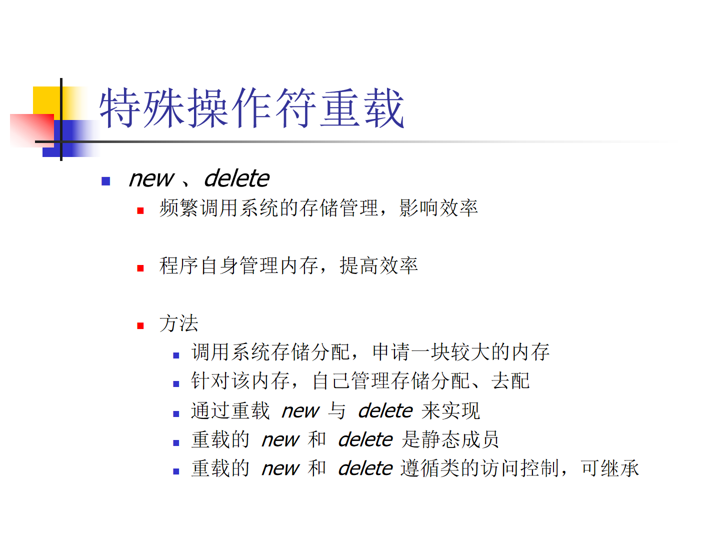 特殊操作符重载
new 、delete
频繁调用系统的存储管理，影响效率
程序自身管理内存，提高效率
方法
调用系统存储分配，申请一块较大的内存
针对该内存，自己管理存储分配、去配
通过重载 new 与 delete 来实现
重载的 new 和 delete 是静态成员
重载的 new 和 delete 遵循类的访问控制，可继承